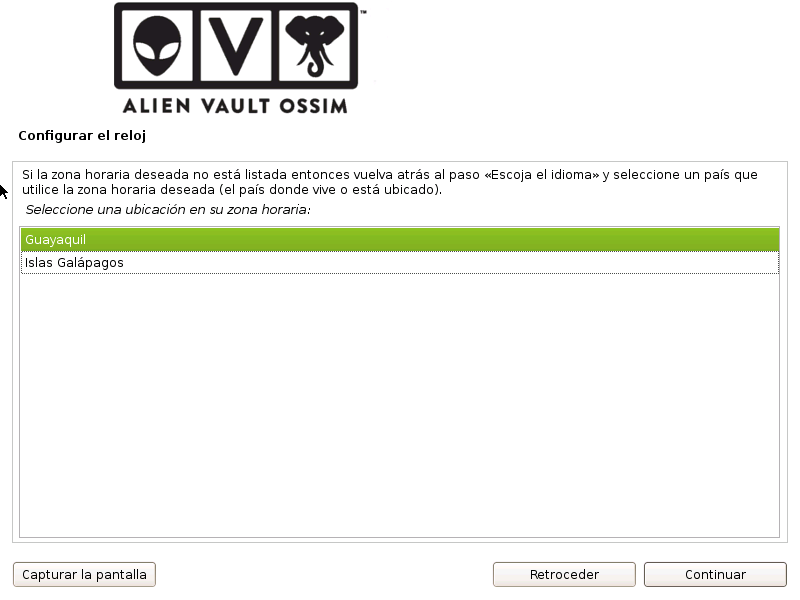 V
™
ALIEN VAULT OSSIM
Configurar el reloj
Si la zona horaria deseada no está listada entonces vuelva atrás al paso «Escoja el idioma» y seleccione un país que
utilice la zona horaria deseada (el país donde vive o está ubicado).
Seleccione una ubicación en su zona horaria:
Guayaquil
Islas Galápagos
Capturar la pantalla
Retroceder
Continuar